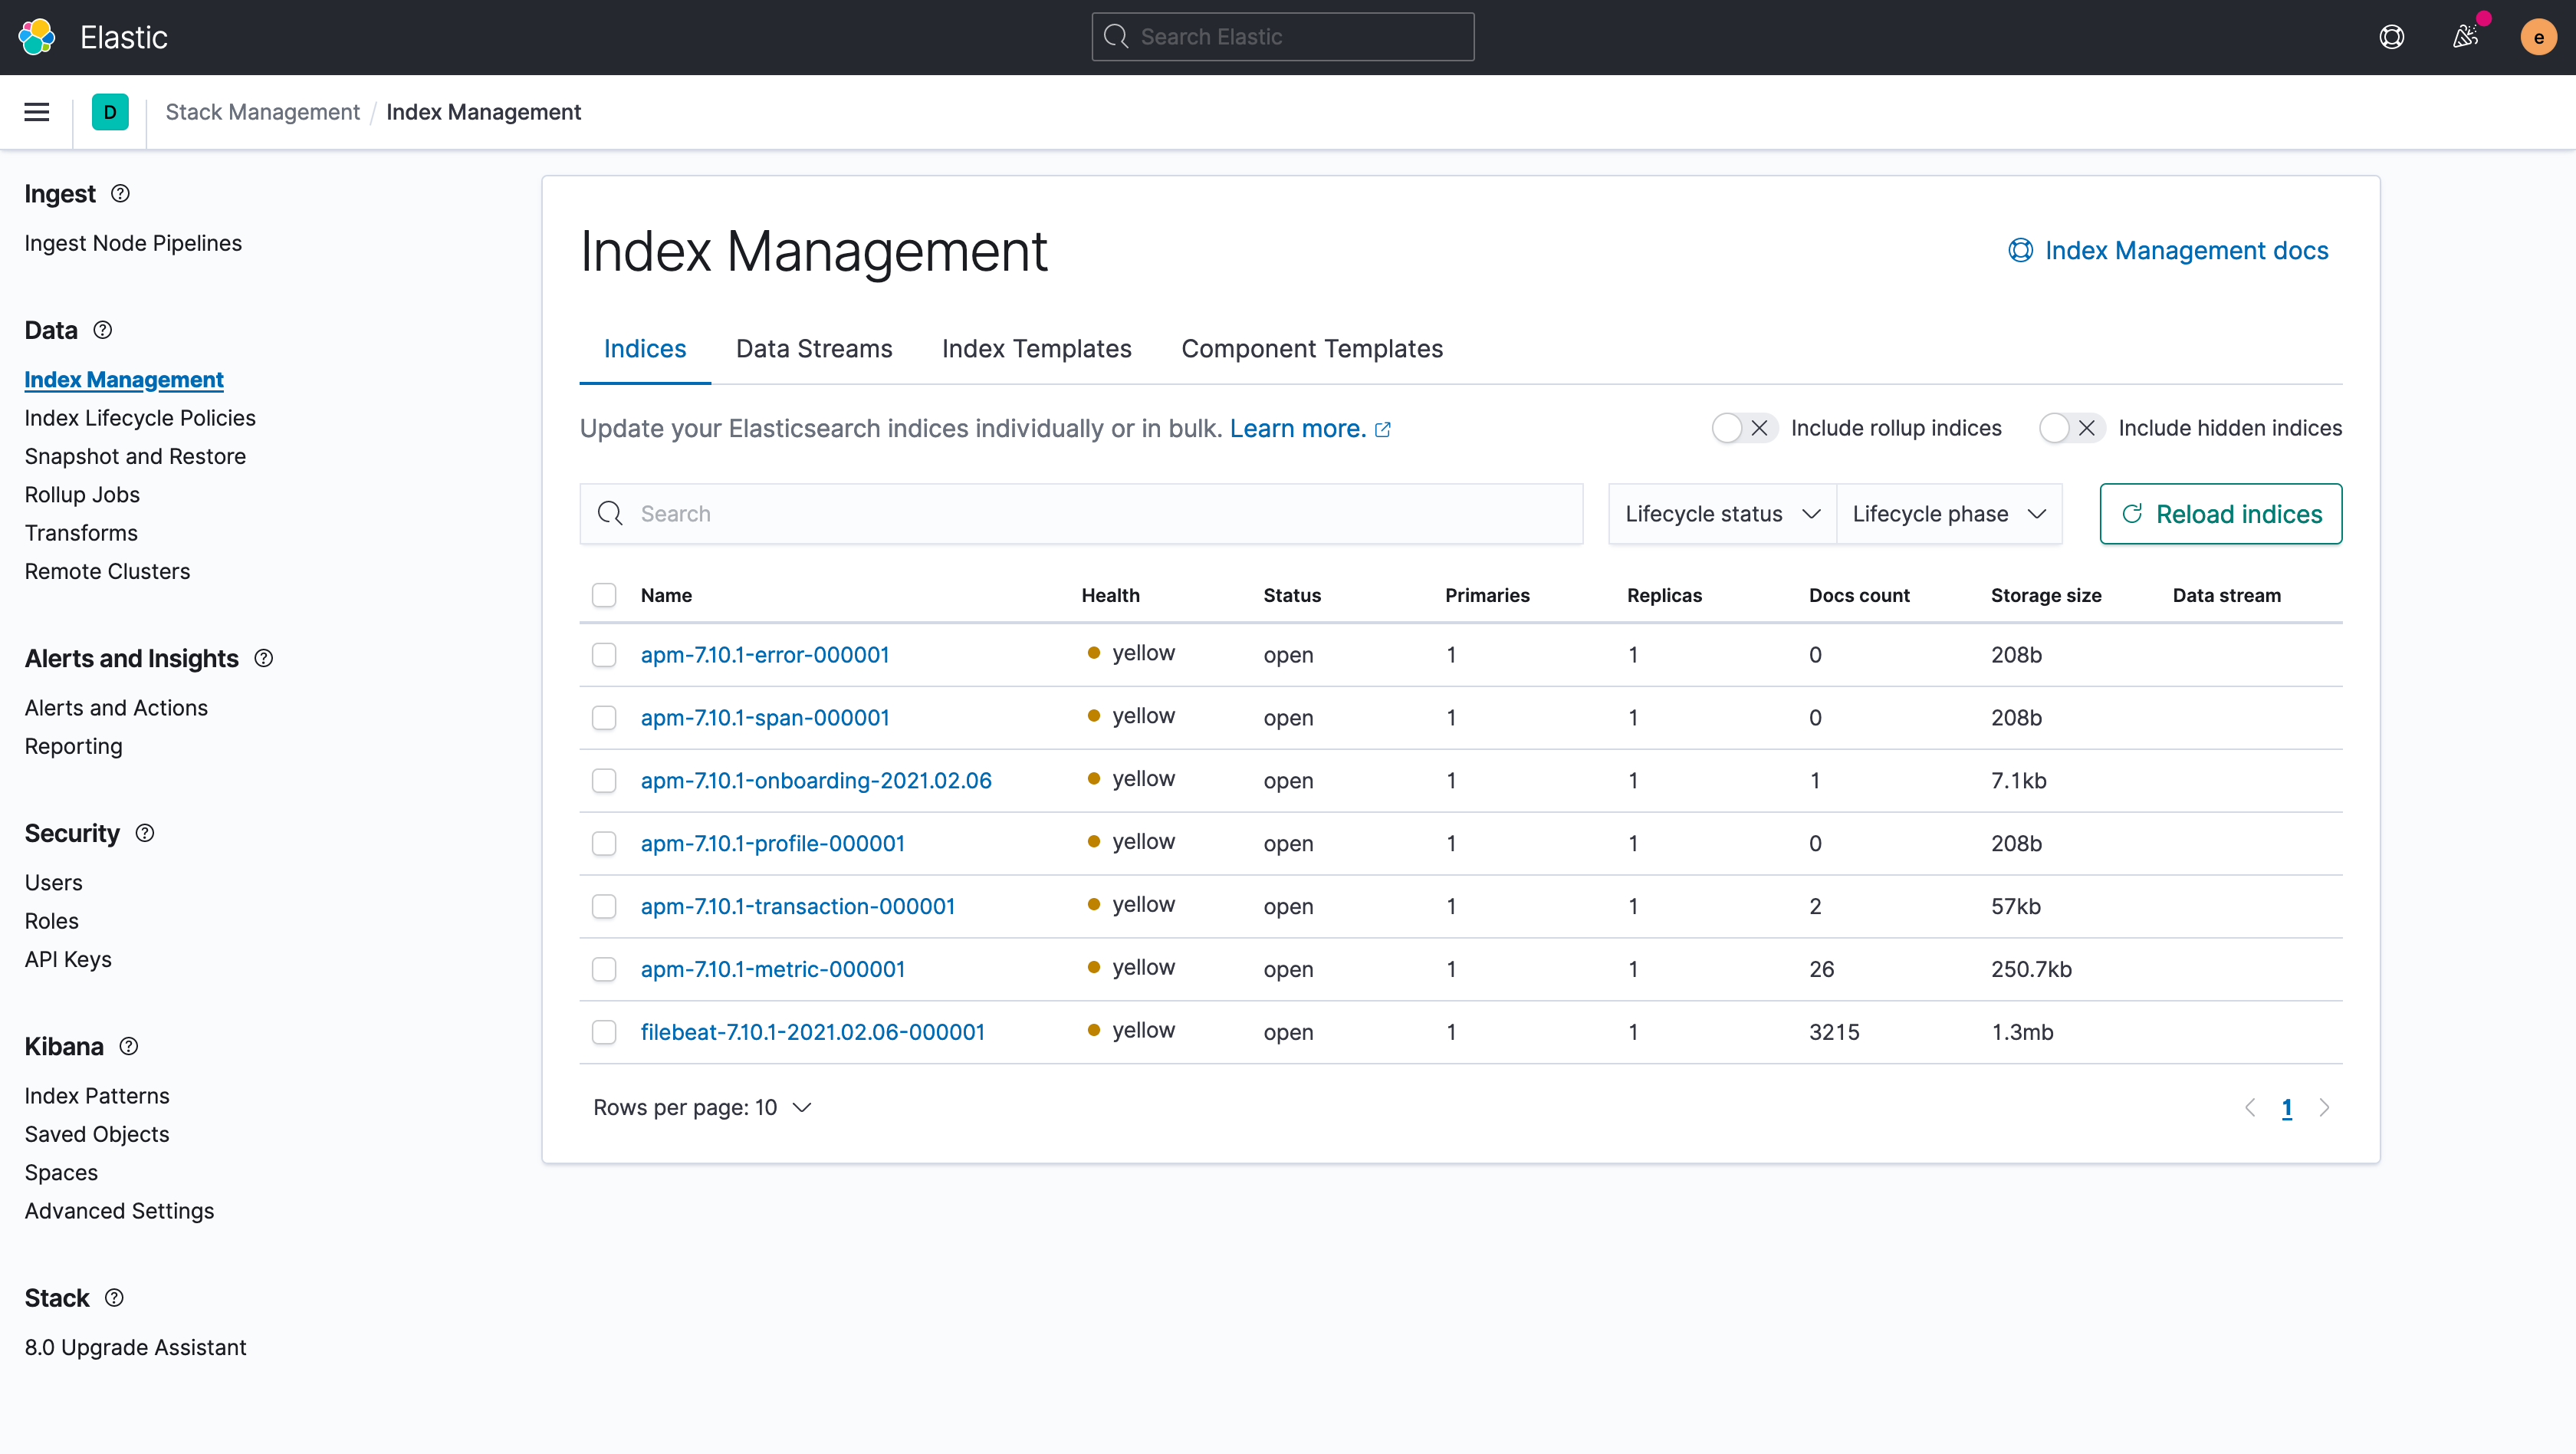 Elastic
Search Elastic
e
D
Stack Management / Index Management
Ingest
Ingest Node Pipelines
Data
Index Management
Index Lifecycle Policies
Snapshot and Restore
Rollup Jobs
Transforms
Remote Clusters
Alerts and Insights
Alerts and Actions
Reporting
Security
Users
Roles
API Keys
Kibana
Index Patterns
Saved Objects
Spaces
Advanced Settings
Stack
8.0 Upgrade Assistant
Index Management
Index Management docs
Indices Data Streams Index Templates Component Templates
Update your Elasticsearch indices individually or in bulk. Learn more.
Include rollup indices Include hidden indices
Search Lifecycle status Lifecycle phase Reload indices
Name Health Status Primaries Replicas Docs count Storage size Data stream
apm-7.10.1-error-000001 yellow open 1 1 0 208b
apm-7.10.1-span-000001 yellow open 1 1 0 208b
apm-7.10.1-onboarding-2021.02.06 yellow open 1 1 1 7.1kb
apm-7.10.1-profile-000001 yellow open 1 1 0 208b
apm-7.10.1-transaction-000001 yellow open 1 1 2 57kb
apm-7.10.1-metric-000001 yellow open 1 1 26 250.7kb
filebeat-7.10.1-2021.02.06-000001 yellow open 1 1 3215 1.3mb
Rows per page: 10
1